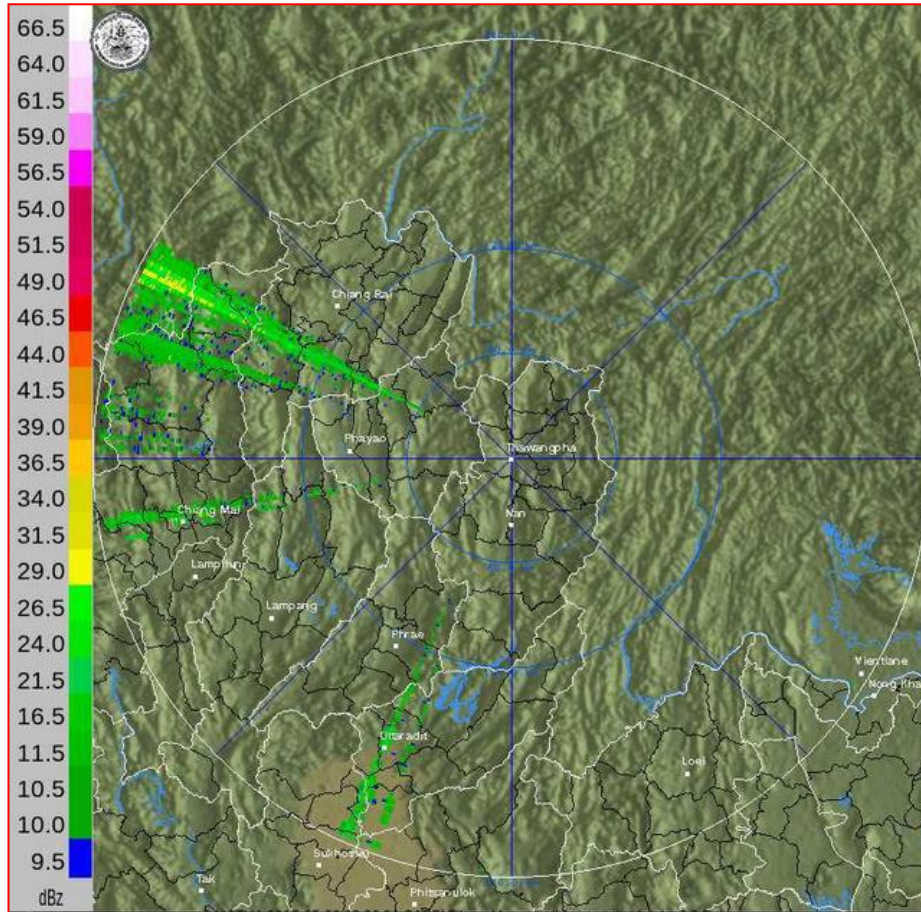 66.5
64.0
61.5
59.0
56.5
54.0
51.5
49.0
46.5
44.0
41.5
39.0
36.5
34.0
31.5
29.0
26.5
24.0
21.5
16.5
11.5
10.5
10.0
9.5
dBz
Chiang Rai
Phayao
Thawangpha
Nan
Chiang Mai
Lamphun
Lampang
Phrae
Vientiane
Nong Kha
Uttaradit
Loei
Sukhothai
Tak
Phitsanulok